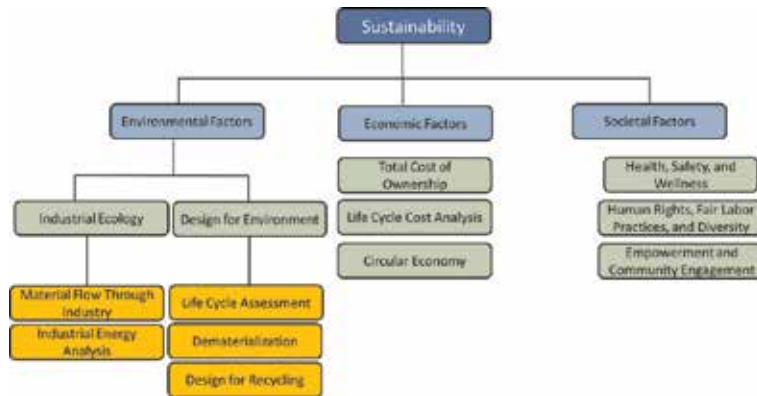 Sustainability
Environmental Factors
Economic Factors
Societal Factors
Total Cost of
Ownership
Health, Safety, and
Wellness
Industrial Ecology
Design for Environment
Life Cycle Cost Analysis
Human Rights, Fair Labor
Practices, and Diversity
Circular Economy
Empowerment and
Community Engagement
Material Flow Through
Industry
Life Cycle Assessment
Industrial Energy
Analysis
Dematerialization
Design for Recycling